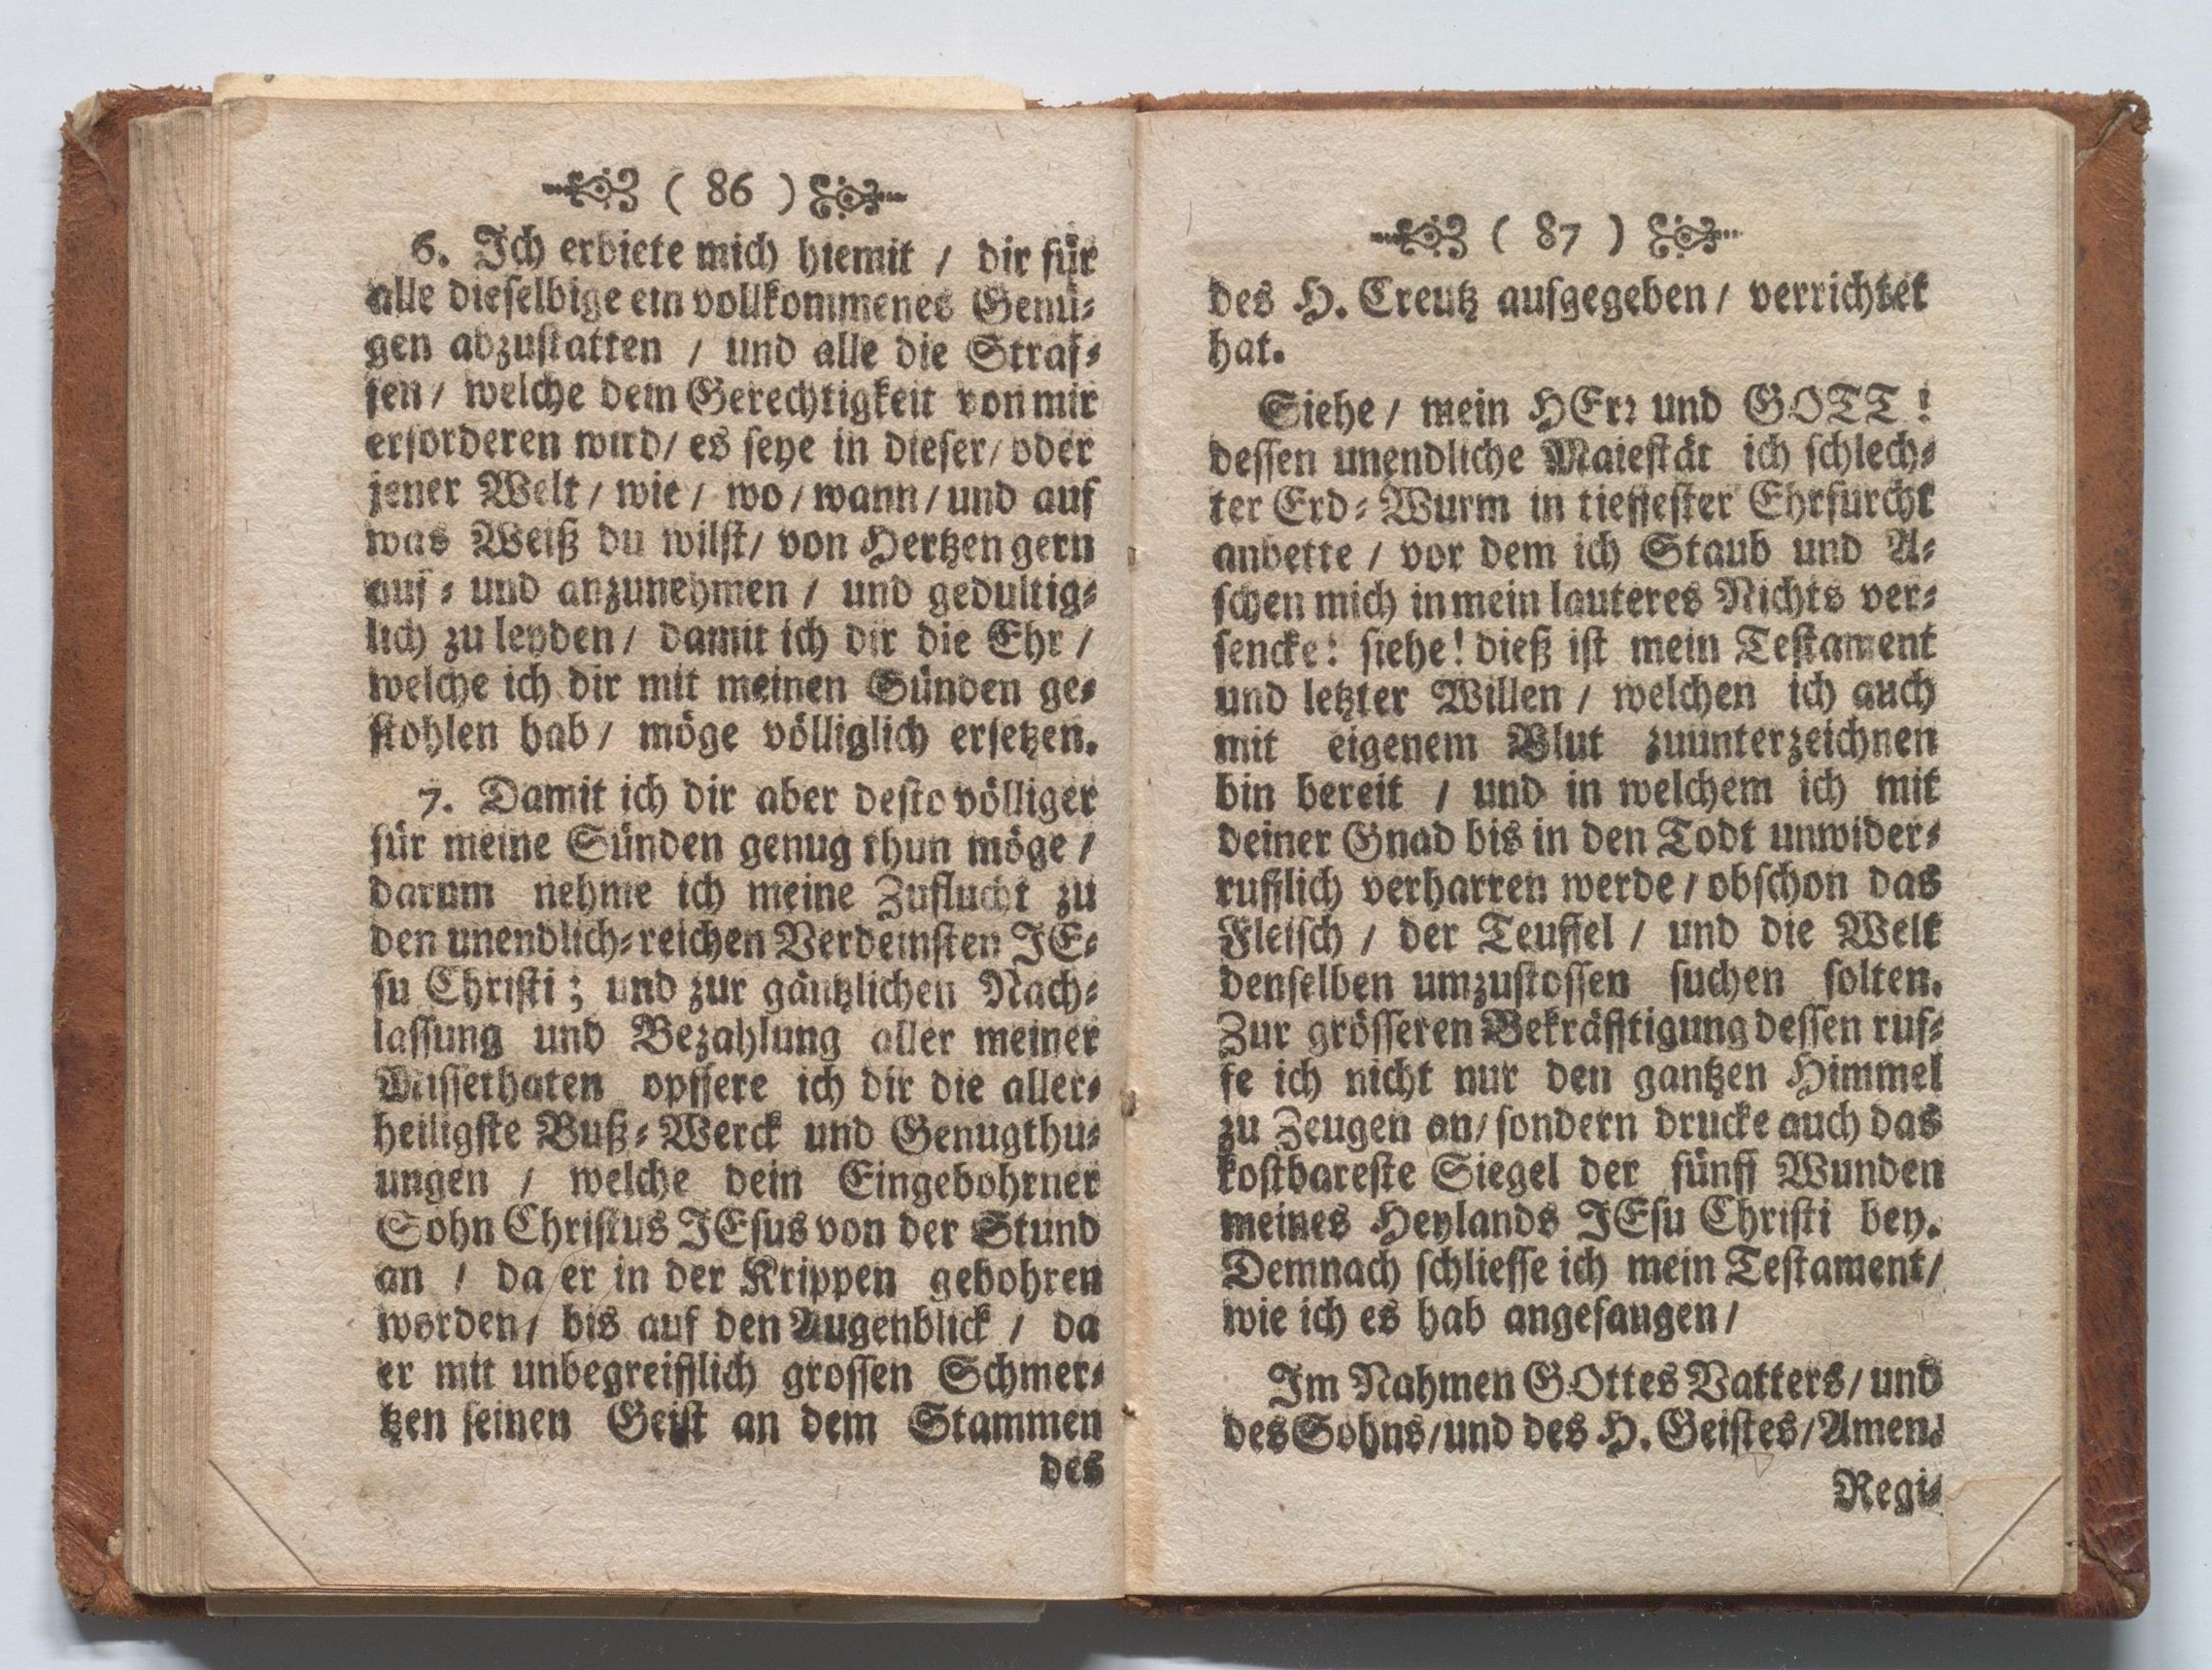 ( 86 )
6. Ich erbiete mich hiemit / dir für
alle dieselbige ein vollkommenes Genü-
gen abzustatten / und alle die Straf-
fen / welche dem Gerechtigkeit von mir
erforderen wird / es seye in dieser / oder
jener Welt / wie / wo / wann / und auf
was Weiß du wilst / von Hertzen gern
auf- und anzunehmen / und gedultig-
lich zu leyden / damit ich dir die Ehr /
welche ich dir mit meinen Sünden ge-
stohlen hab / möge völliglich ersetzen.
7. Damit ich dir aber desto völliger
für meine Sünden genug thun möge /
darum nehme ich meine Zuflucht zu
den unendlich-reichen Verdeinsten JE-
su Christi; und zur gäntzlichen Nach-
lassung und Bezahlung aller meiner
Missethaten opffere ich dir die aller-
heiligste Buß-Werck und Genugthu-
ungen / welche dein Eingebohrner
Sohn Christus JEsus von der Stund
an / da er in der Krippen gebohren
worden / bis auf den Augenblick / da
er mit unbegreifflich grossen Schmer-
tzen seinen Geist an dem Stammen
des
( 87 )
des H. Creutz aufgegeben / verrichtet
hat.
Siehe / mein HErr und GOTT!
dessen unendliche Maiestät ich schlech-
ter Erd-Wurm in tieffester Ehrfurcht
anbette / vor dem ich Staub und A-
schen mich in mein lauteres Nichts ver-
sencke: siehe! dieß ist mein Testament
und letzter Willen / welchen ich auch
mit eigenem Blut zuunterzeichnen
bin bereit / und in welchem ich mit
deiner Gnad bis in den Todt unwider-
rufflich verharren werde / obschon das
Fleisch / der Teuffel / und die Welt
denselben umzustossen suchen solten.
Zur grösseren Bekräfftigung dessen ruf-
fe ich nicht nur den gantzen Himmel
zu Zeugen an / sondern drucke auch das
kostbareste Siegel der fünff Wunden
meines Heylands JEsu Christi bey.
Demnach schliesse ich mein Testament /
wie ich es hab angefangen /
Im Nahmen GOttes Vatters / und
des Sohns / und des H. Geistes / Amen.
Regi-